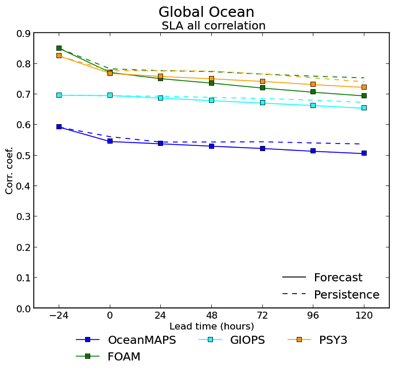 Global Ocean
SLA all correlation
0.9
0.8
0.7
0.6
0.5
0.4
0.3
0.2
0.1
0.0
Corr. coef.
Forecast
Persistence
−24 0 24 48 72 96 120
Lead time (hours)
OceanMAPS GIOPS PSY3
FOAM